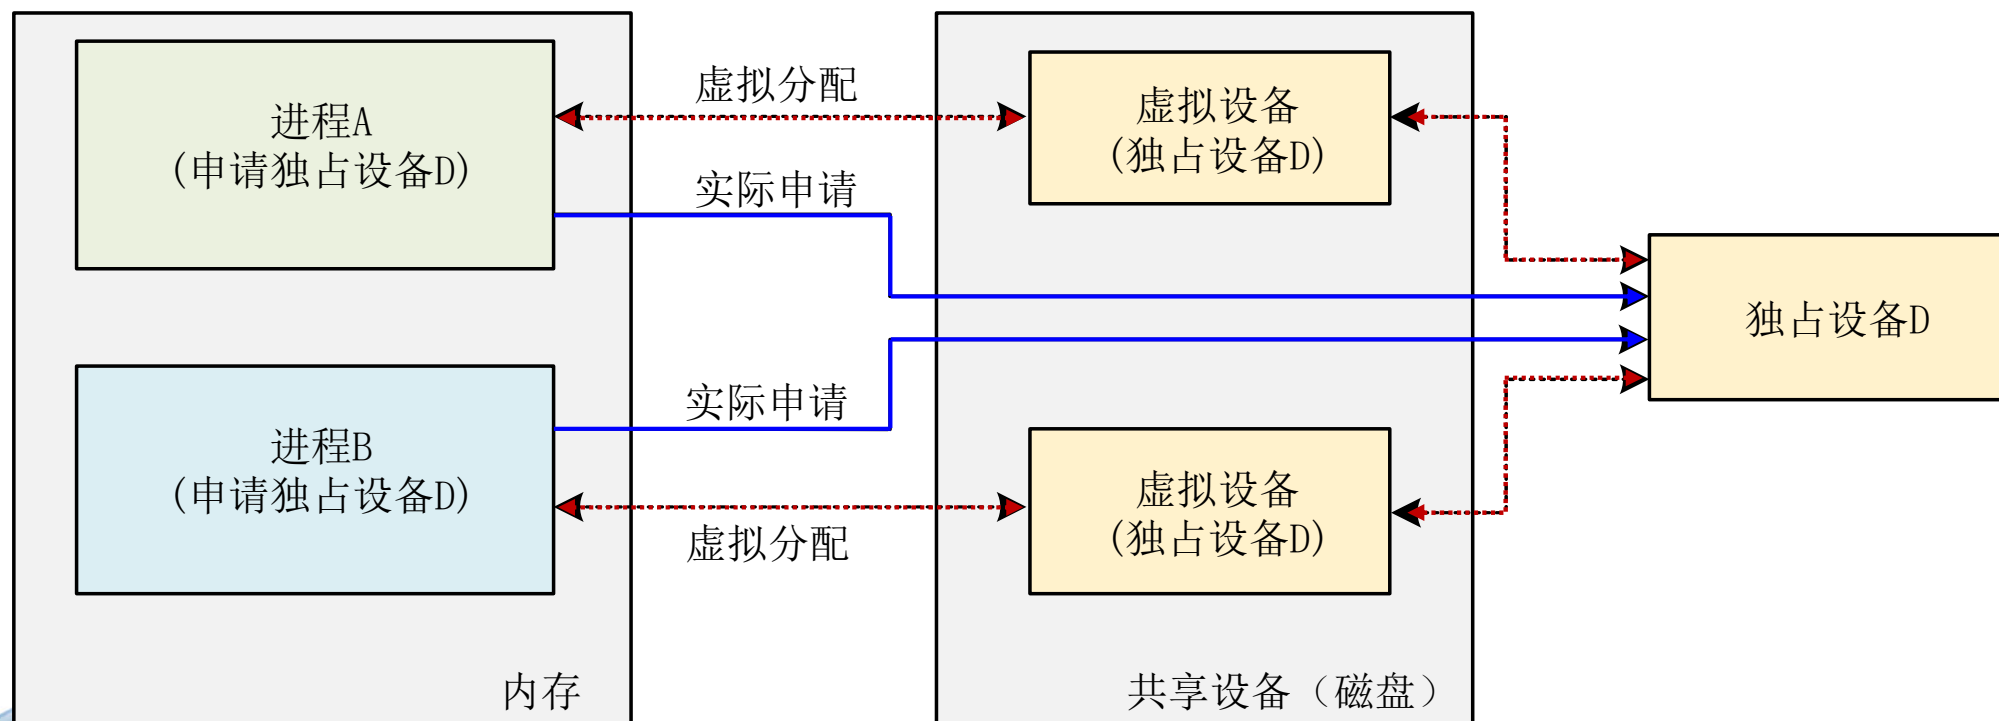 进程A
(申请独占设备D)
虚拟分配
虚拟设备
(独占设备D)
实际申请
独占设备D
实际申请
进程B
(申请独占设备D)
虚拟分配
虚拟设备
(独占设备D)
内存
共享设备（磁盘）